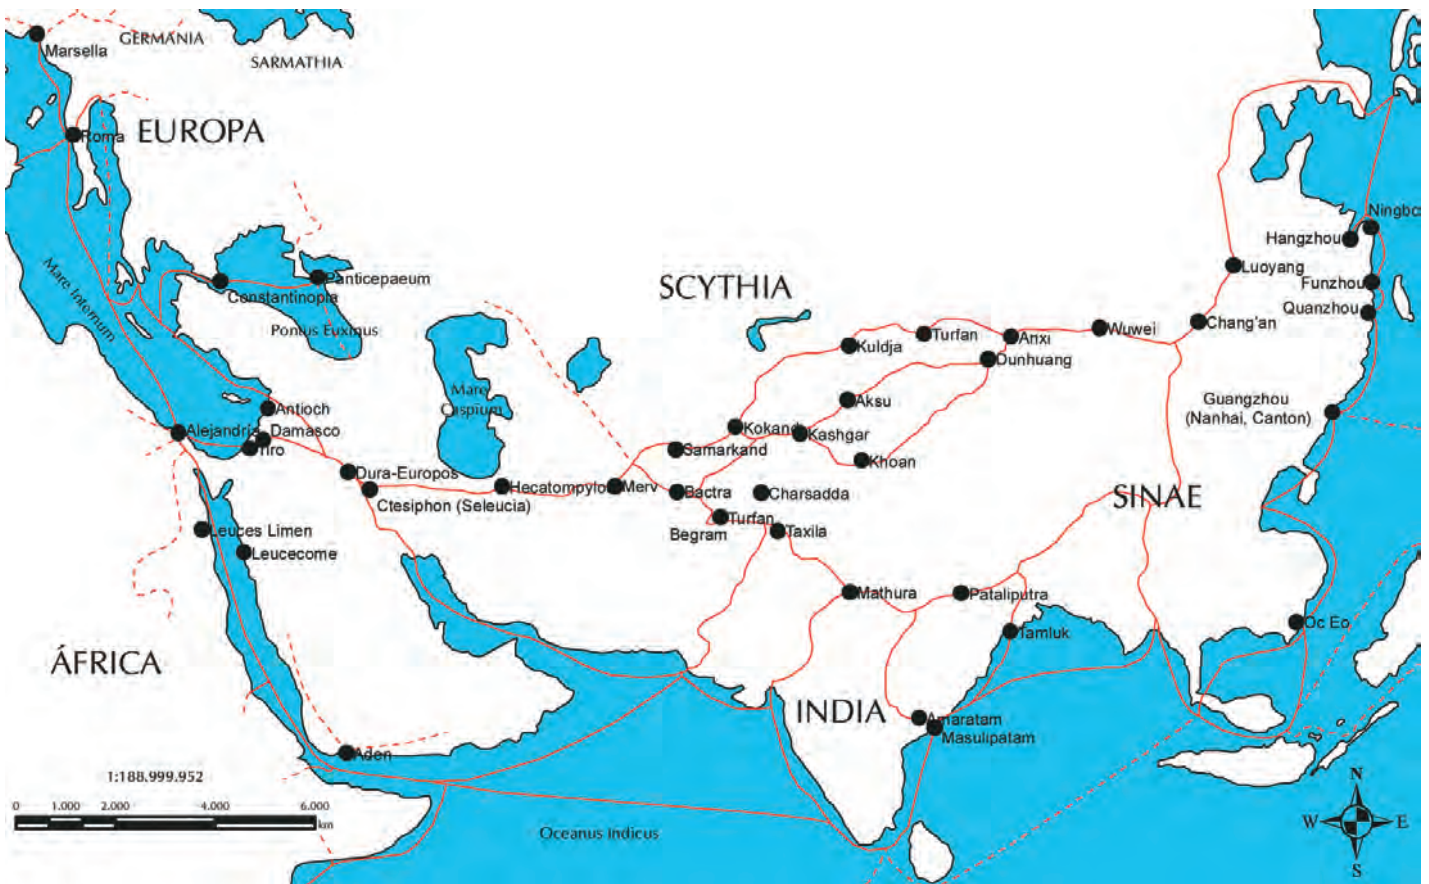 GERMANIA
Marsella
SARMATHIA
Roma
EUROPA
Ningbo
Hangzhou
Luoyang
Mare Internum
Panticepaeum
Constantinopla
SCYTHIA
Funzhou
Quanzhou
Pontus Euxinus
Chang'an
Wuwei
Turfan
Anxi
Kuldja
Dunhuang
Mare
Caspium
Aksu
Antioch
Guangzhou
(Nanhai, Canton)
Alejandria
Damasco
Tiro
Kokand
Kashgar
Samarkand
Khoan
Dura-Europos
Hecatompylo
Merv
Bactra
Charsadda
SINAE
Ctesiphon (Seleucia)
Turfan
Begram
Taxila
Leuces Limen
Leucecome
Mathura
Pataliputra
Tamluk
Oc Eo
ÁFRICA
INDIA
Amaratam
Masulipatam
Aden
1:188.999.952
0 1.000 2.000 4.000 6.000
km
Oceanus Indicus
N
W E
S